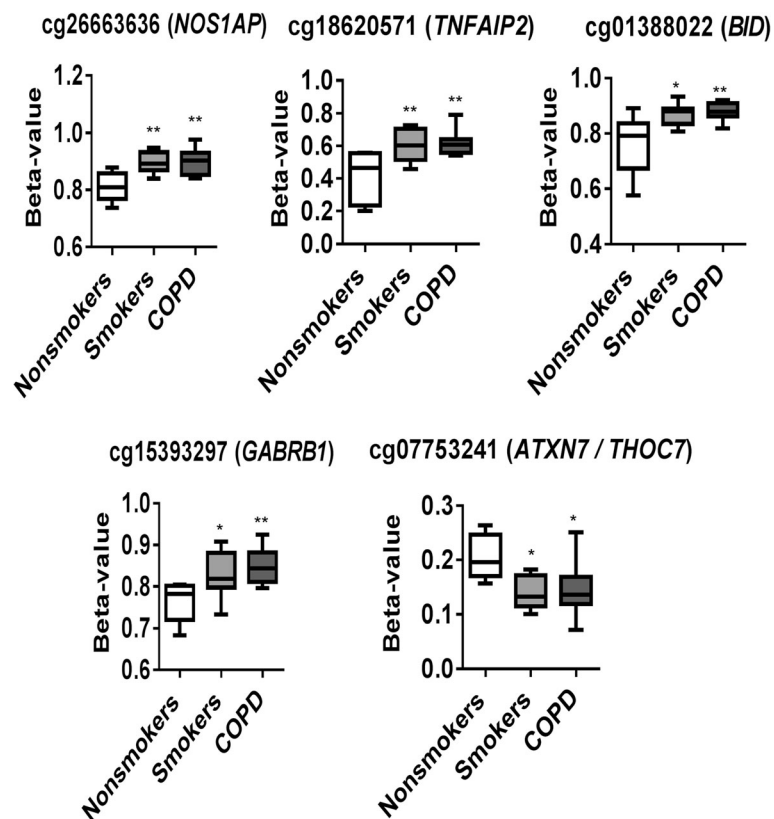 cg26663636 (NOS1AP)
Beta-value
1.2
1.0
0.8
0.6
** **
Nonsmokers
Smokers
COPD
cg18620571 (TNFAIP2)
Beta-value
1.0
0.8
0.6
0.4
0.2
0.0
** **
Nonsmokers
Smokers
COPD
cg01388022 (BID)
Beta-value
1.0
0.8
0.6
0.4
* **
Nonsmokers
Smokers
COPD
cg15393297 (GABRB1)
Beta-value
1.0
0.9
0.8
0.7
0.6
* **
Nonsmokers
Smokers
COPD
cg07753241 (ATXN7 / THOC7)
Beta-value
0.3
0.2
0.1
0.0
* *
Nonsmokers
Smokers
COPD